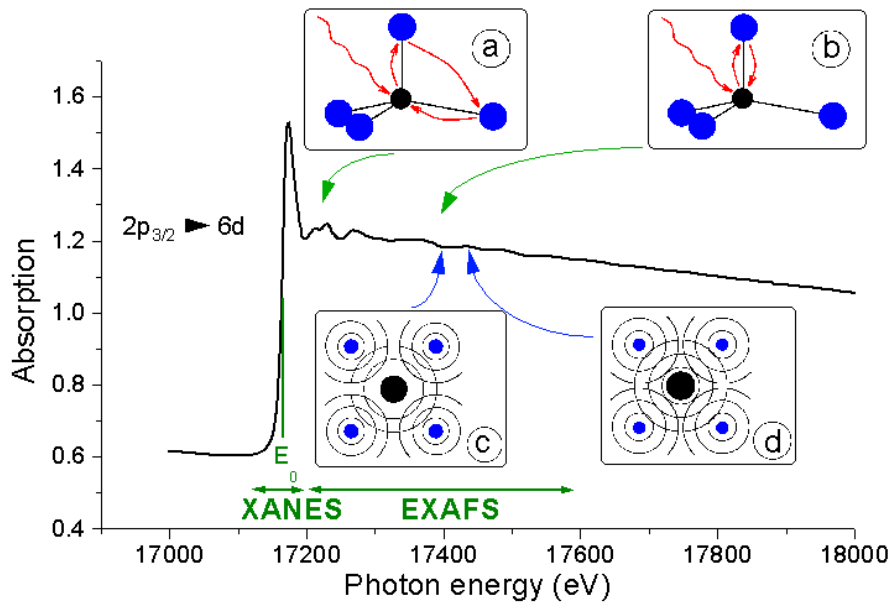 a
b
1.6
1.4
1.2
1.0
0.8
0.6
0.4
Absorption
2p3/2 ► 6d
c
d
E0
XANES
EXAFS
17000
17200
17400
17600
17800
18000
Photon energy (eV)